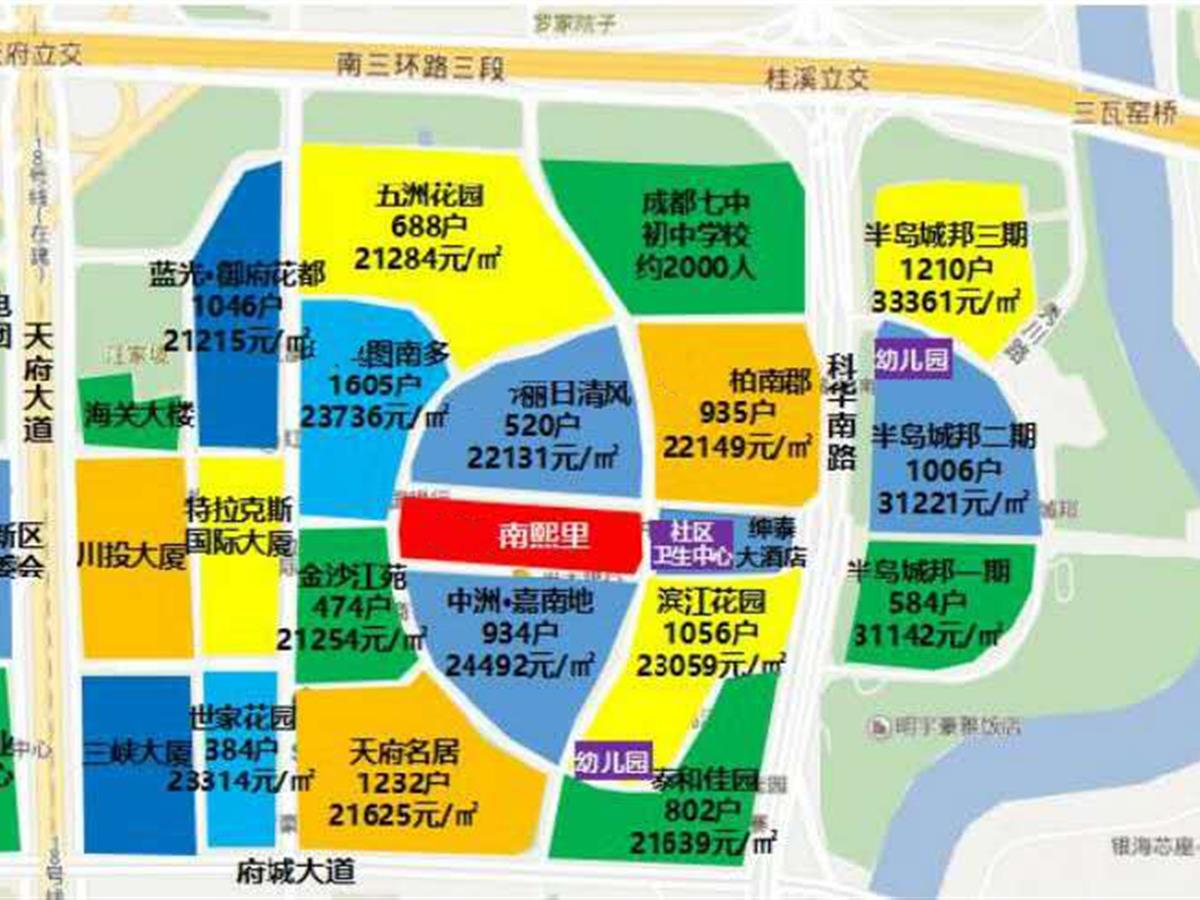 罗家院子
府立交
南三环路三段
桂溪立交
三瓦窑桥
18号线(在建)
五洲花园
688户
21284元/㎡
成都七中
初中学校
约2000人
半岛城邦三期
1210户
33361元/㎡
蓝光·御府花都
1046户
21215元/㎡
汪家坡
图南多
1605户
23736元/㎡
天府大道
海关大楼
丽日清风
520户
22131元/㎡
柏南郡
935户
22149元/㎡
科华南路
幼儿园
半岛城邦二期
1006户
31221元/㎡
特拉克斯
国际大厦
川投大厦
新区
委会
南熙里
社区
卫生中心
绅泰
大酒店
金沙江苑
474户
21254元/㎡
中洲·嘉南地
934户
24492元/㎡
滨江花园
1056户
23059元/㎡
半岛城邦一期
584户
31142元/㎡
明宇豪雅饭店
中心
三峡大厦
世家花园
384户
23314元/㎡
天府名居
1232户
21625元/㎡
幼儿园
泰和佳园
802户
21639元/㎡
银海芯座
府城大道